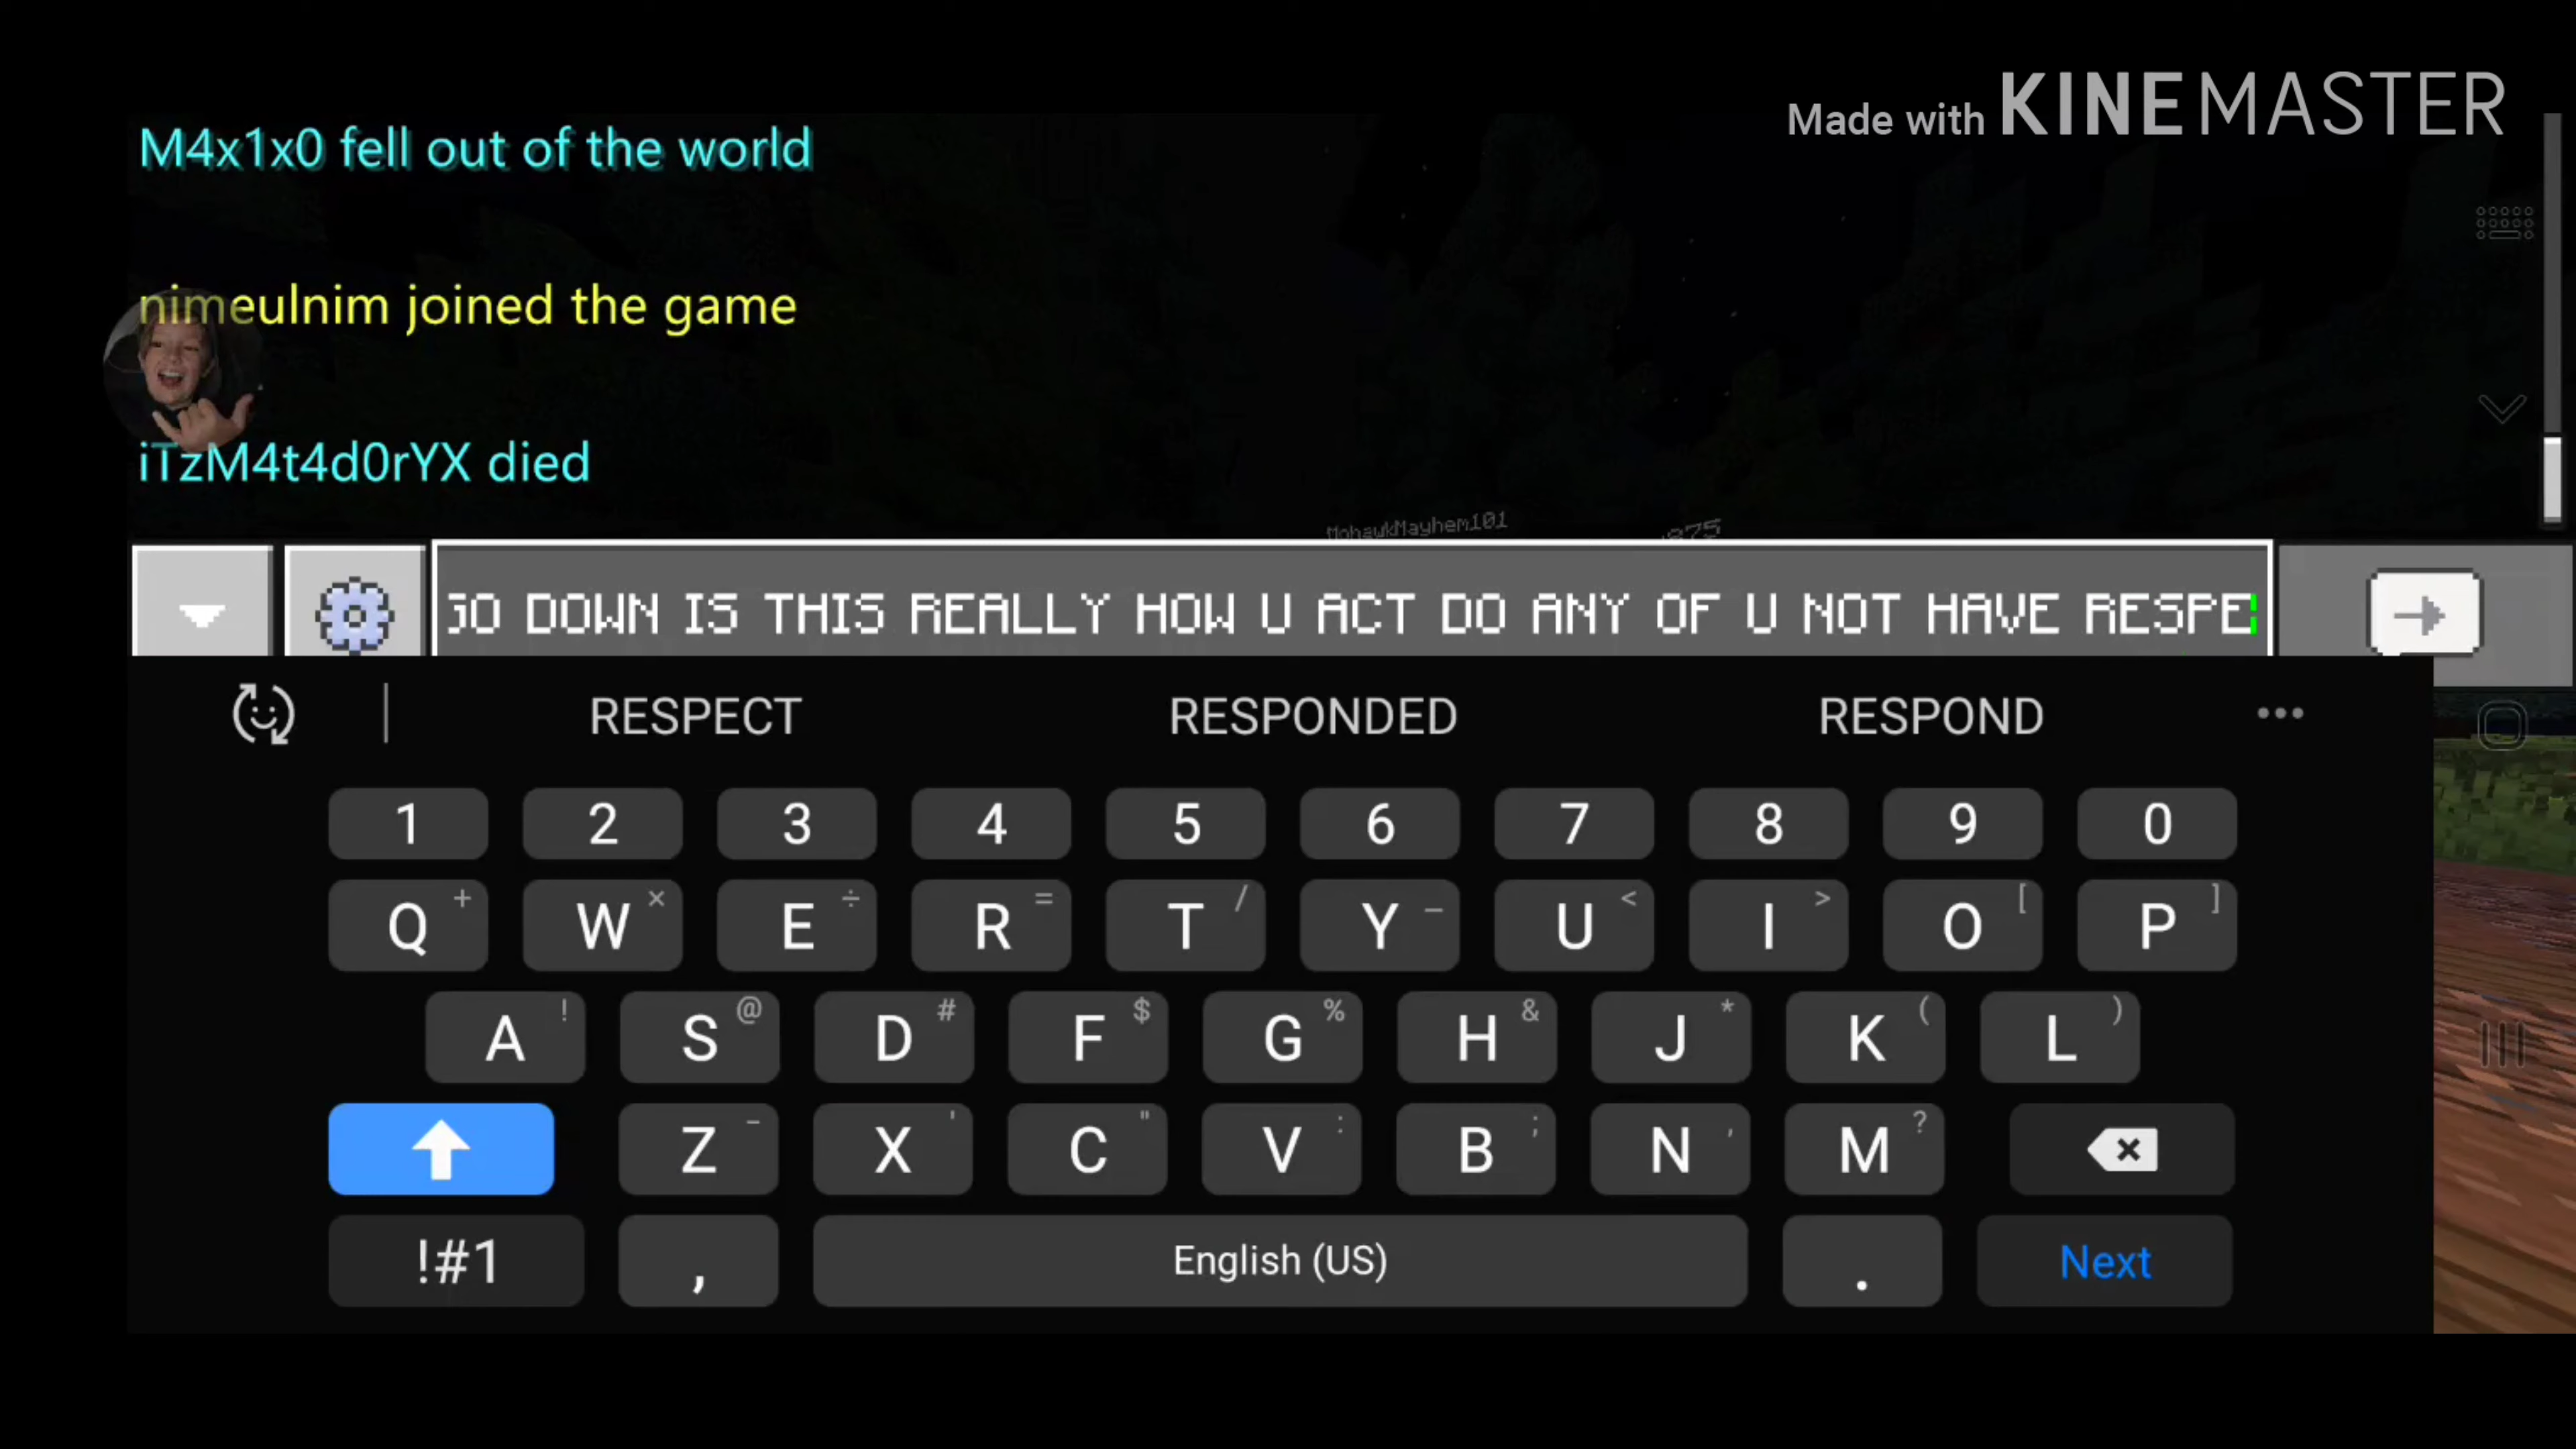 Made with KINEMASTER
M4x1x0 fell out of the world
nimeulnim joined the game
iTzM4t4d0rYX died
MohawkMayhem101
GO DOWN IS THIS REALLY HOW U ACT DO ANY OF U NOT HAVE RESPE
RESPECT RESPONDED RESPOND •••
1 2 3 4 5 6 7 8 9 0
Q + W × E ÷ R = T / Y _ U < I > O [ P ]
A ! S @ D # F $ G % H & J * K ( L )
Z - X ' C " V : B ; N , M ?
!#1 , English (US) . Next